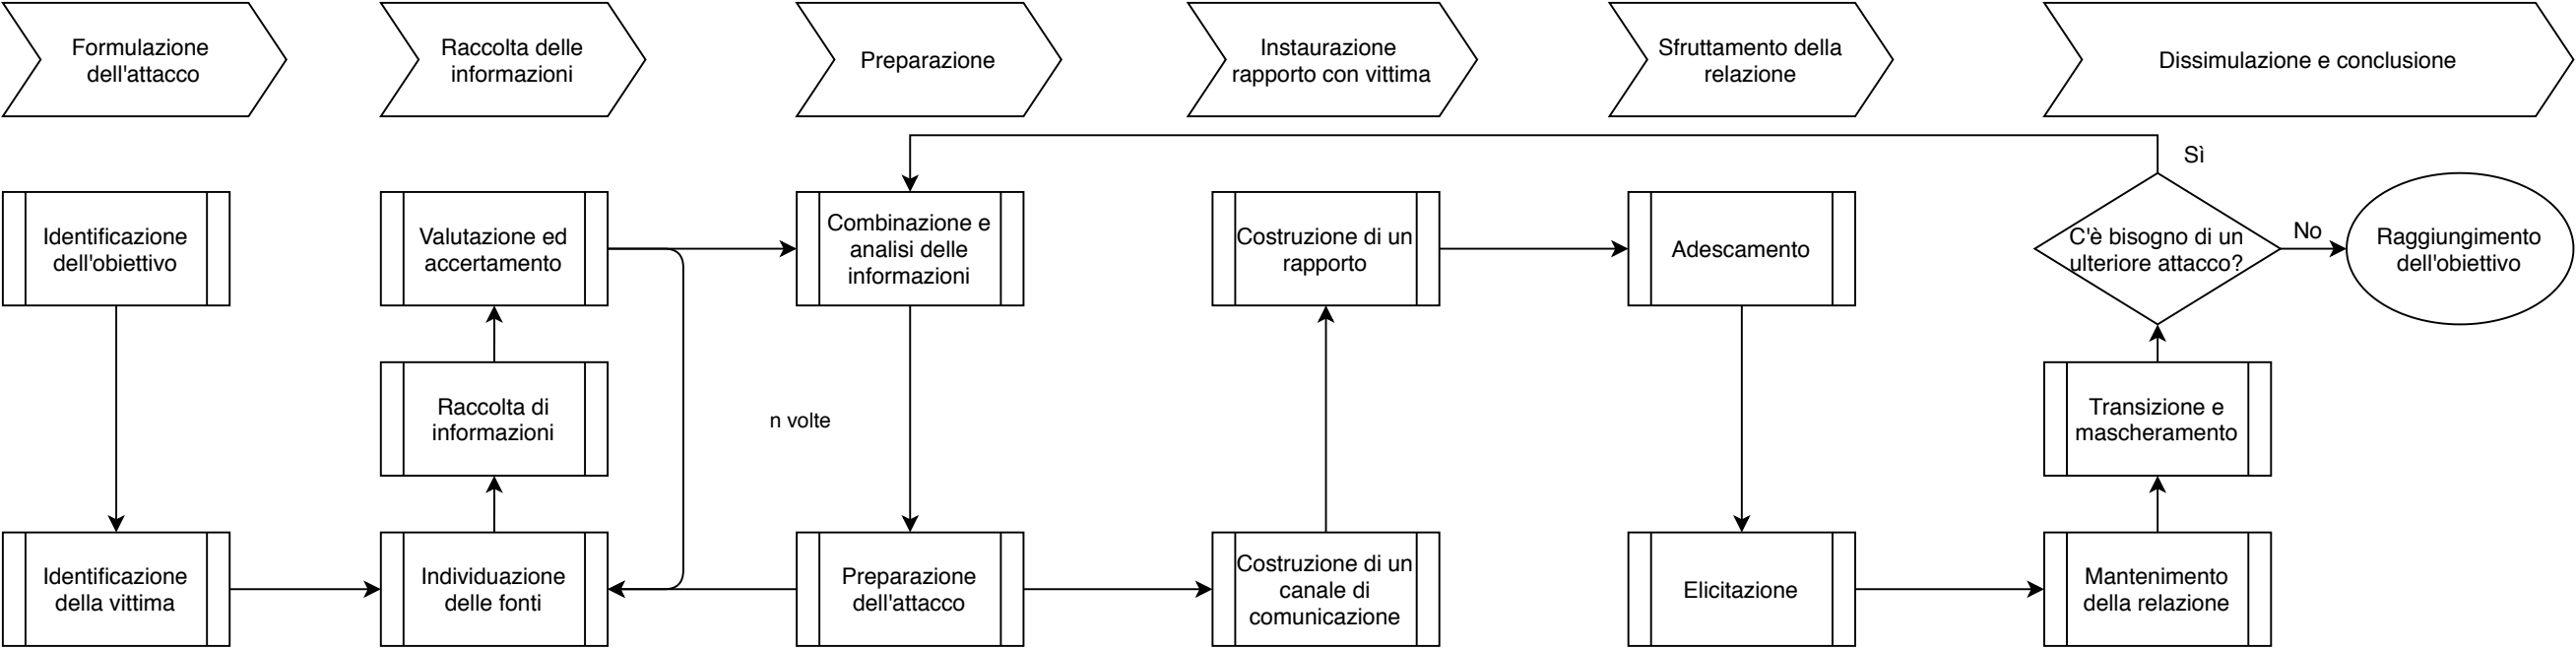 Formulazione
dell'attacco
Raccolta delle
informazioni
Preparazione
Instaurazione
rapporto con vittima
Sfruttamento della
relazione
Dissimulazione e conclusione
Sì
Identificazione
dell'obiettivo
Valutazione ed
accertamento
Combinazione e
analisi delle
informazioni
Costruzione di un
rapporto
Adescamento
C'è bisogno di un
ulteriore attacco?
No
Raggiungimento
dell'obiettivo
Raccolta di
informazioni
n volte
Transizione e
mascheramento
Identificazione
della vittima
Individuazione
delle fonti
Preparazione
dell'attacco
Costruzione di un
canale di
comunicazione
Elicitazione
Mantenimento
della relazione